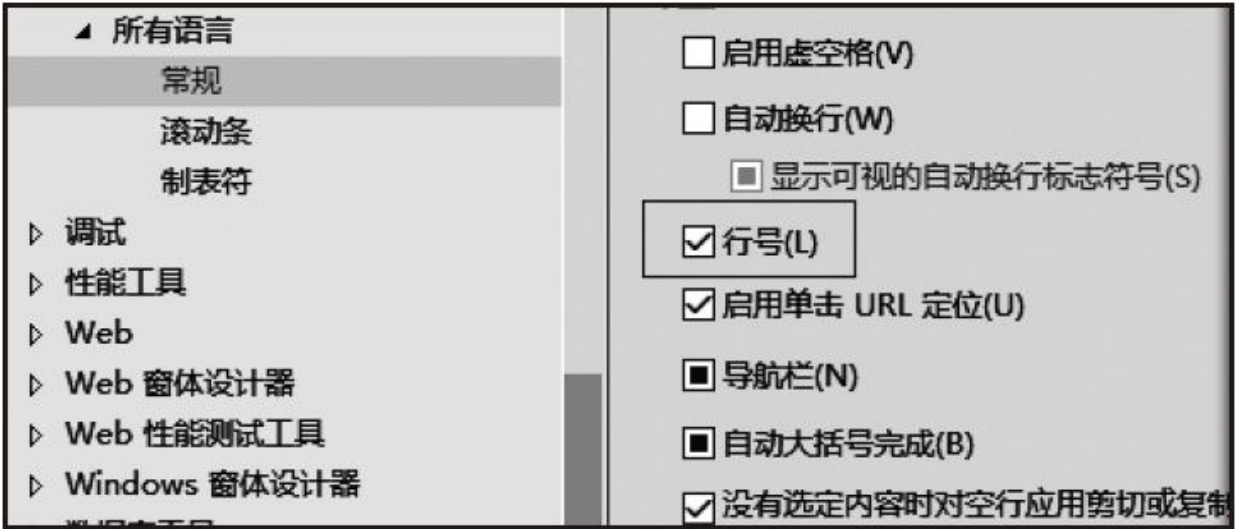 所有语言
常规
滚动条
制表符
调试
性能工具
Web
Web 窗体设计器
Web 性能测试工具
Windows 窗体设计器
启用虚空格(V)
自动换行(W)
显示可视的自动换行标志符号(S)
行号(L)
启用单击 URL 定位(U)
导航栏(N)
自动大括号完成(B)
没有选定内容时对空行应用剪切或复制